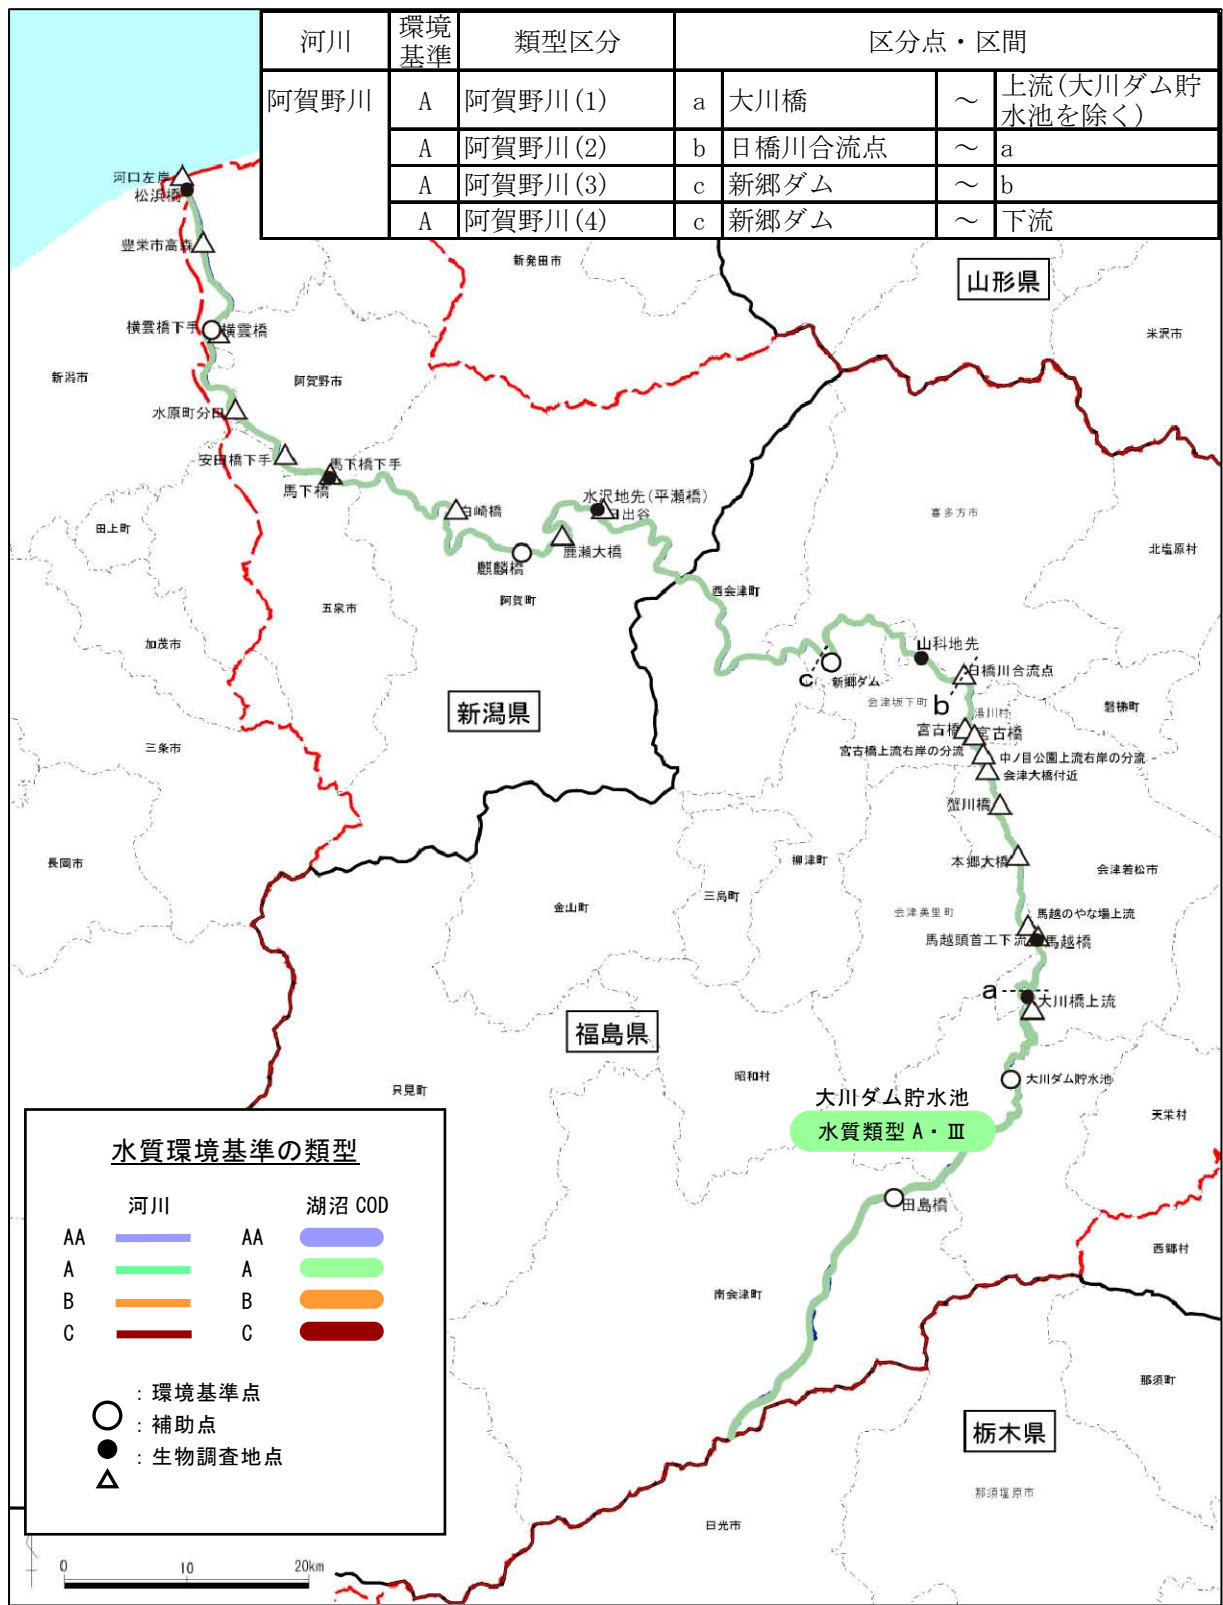 河川 環境基準 類型区分 区分点・区間
阿賀野川 A 阿賀野川(1) a 大川橋 ～ 上流(大川ダム貯水池を除く)
A 阿賀野川(2) b 日橋川合流点 ～ a
A 阿賀野川(3) c 新郷ダム ～ b
A 阿賀野川(4) c 新郷ダム ～ 下流
河口左岸
松浜橋
豊栄市高森
新発田市
山形県
米沢市
横雲橋下手
横雲橋
新潟市
阿賀野市
水原町分田
安田橋下手
馬下橋下手
馬下橋
白崎橋
水沢地先(平瀬橋)
日出谷
鹿瀬大橋
麒麟橋
阿賀町
喜多方市
北塩原村
田上町
五泉市
加茂市
西会津町
山科地先
日橋川合流点
c
新郷ダム
会津坂下町
b
湯川村
磐梯町
新潟県
宮古橋
宮古橋
三条市
宮古橋上流右岸の分流
中ノ目公園上流右岸の分流
会津大橋付近
蟹川橋
長岡市
柳津町
本郷大橋
会津若松市
三島町
金山町
会津美里町
馬越のやな場上流
馬越頭首工下流
馬越橋
a
大川橋上流
福島県
昭和村
大川ダム貯水池
只見町
大川ダム貯水池
水質類型 A・Ⅲ
天栄村
田島橋
西郷村
南会津町
那須町
栃木県
那須塩原市
日光市
水質環境基準の類型
河川 湖沼 COD
AA AA
A A
B B
C C
：環境基準点
：補助点
：生物調査地点
0 10 20km